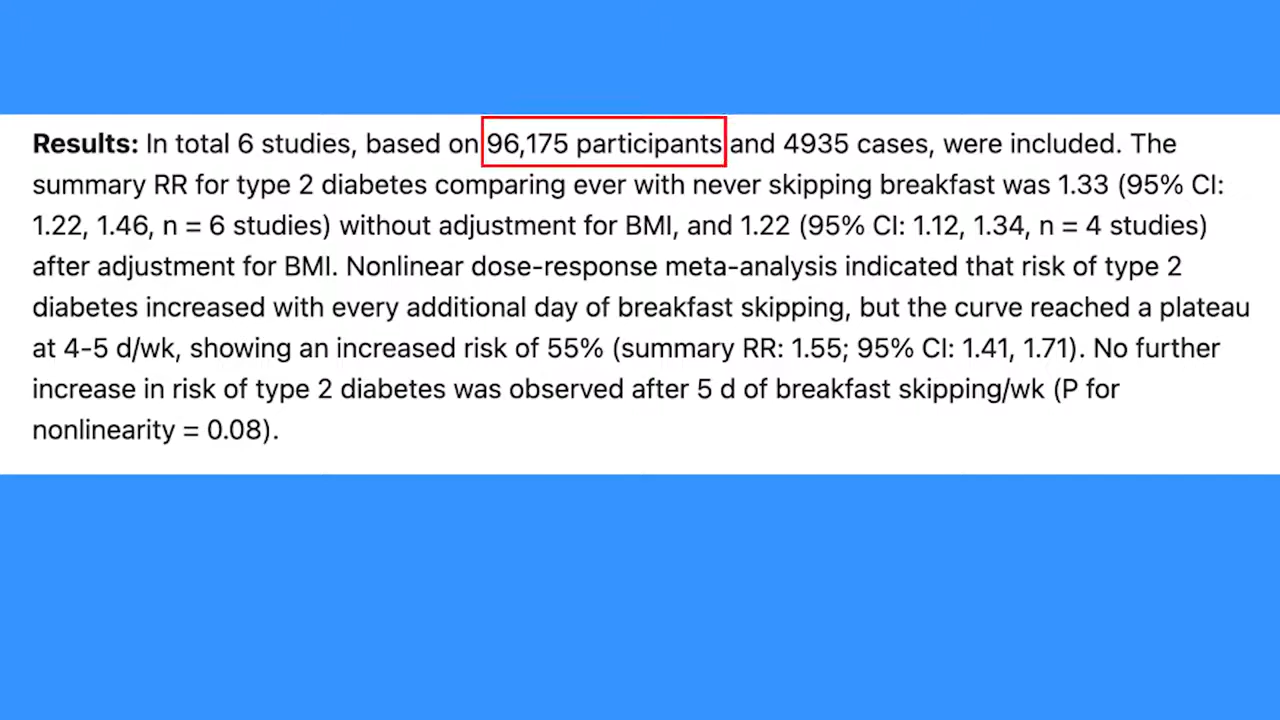 Results: In total 6 studies, based on 96,175 participants and 4935 cases, were included. The
summary RR for type 2 diabetes comparing ever with never skipping breakfast was 1.33 (95% CI:
1.22, 1.46, n = 6 studies) without adjustment for BMI, and 1.22 (95% CI: 1.12, 1.34, n = 4 studies)
after adjustment for BMI. Nonlinear dose-response meta-analysis indicated that risk of type 2
diabetes increased with every additional day of breakfast skipping, but the curve reached a plateau
at 4-5 d/wk, showing an increased risk of 55% (summary RR: 1.55; 95% CI: 1.41, 1.71). No further
increase in risk of type 2 diabetes was observed after 5 d of breakfast skipping/wk (P for
nonlinearity = 0.08).